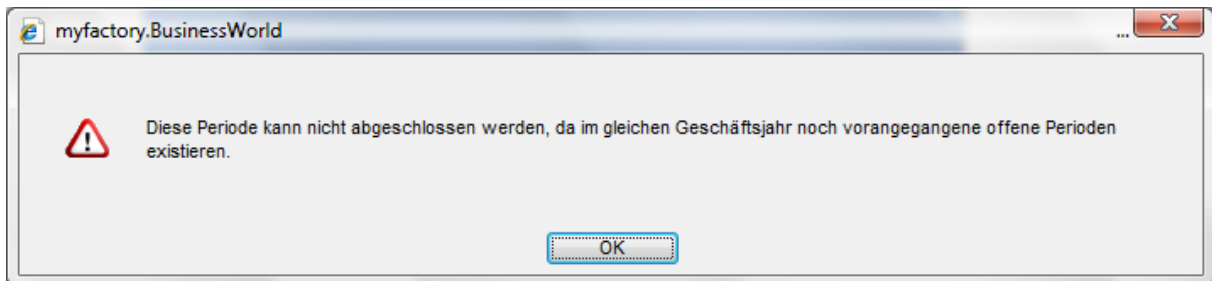 myfactory.BusinessWorld
...
Diese Periode kann nicht abgeschlossen werden, da im gleichen Geschäftsjahr noch vorangegangene offene Perioden
existieren.
OK